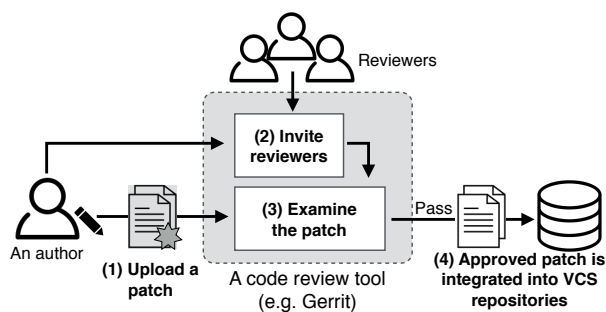 Reviewers
(2) Invite
reviewers
(3) Examine
the patch
Pass
An author
(1) Upload a
patch
A code review tool
(e.g. Gerrit)
(4) Approved patch is
integrated into VCS
repositories